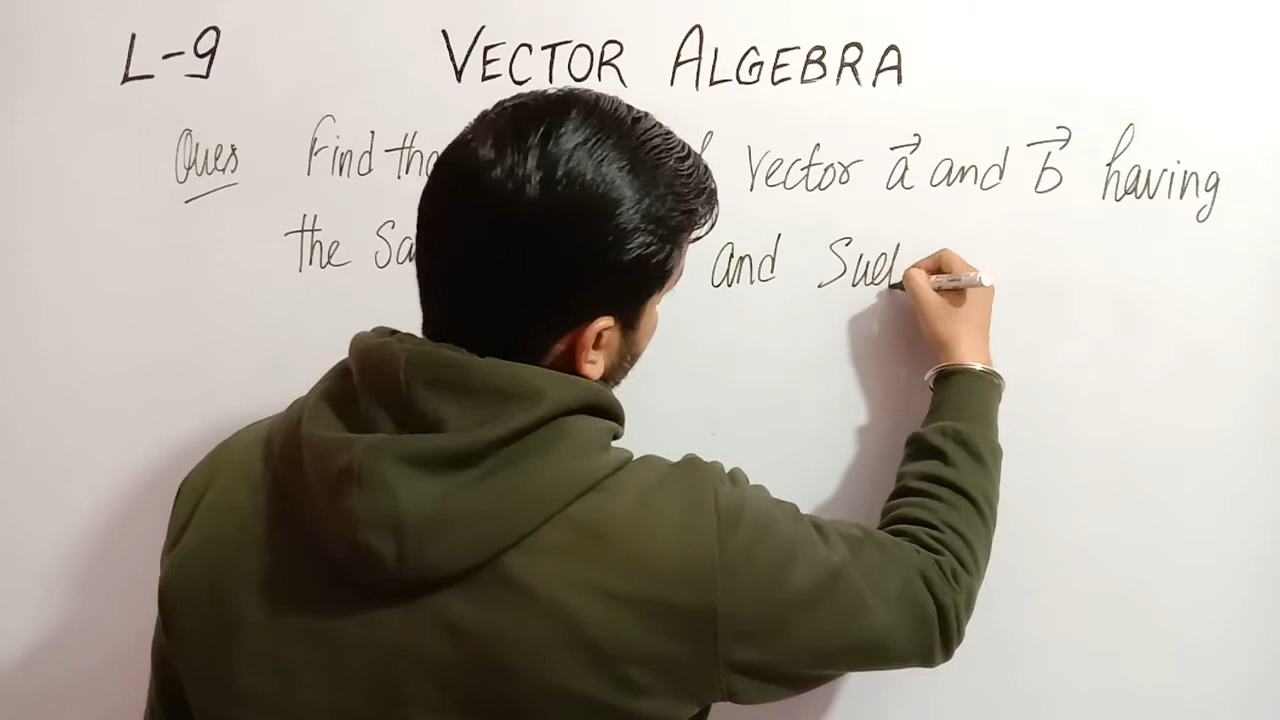 L-9 VECTOR ALGEBRA
Ques Find the vector a⃗ and b⃗ having
the and Such